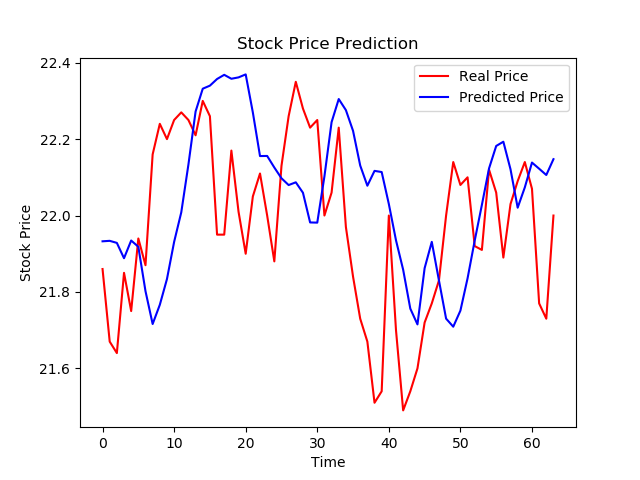 Stock Price Prediction
Real Price
Predicted Price
Stock Price
22.4
22.2
22.0
21.8
21.6
0 10 20 30 40 50 60
Time